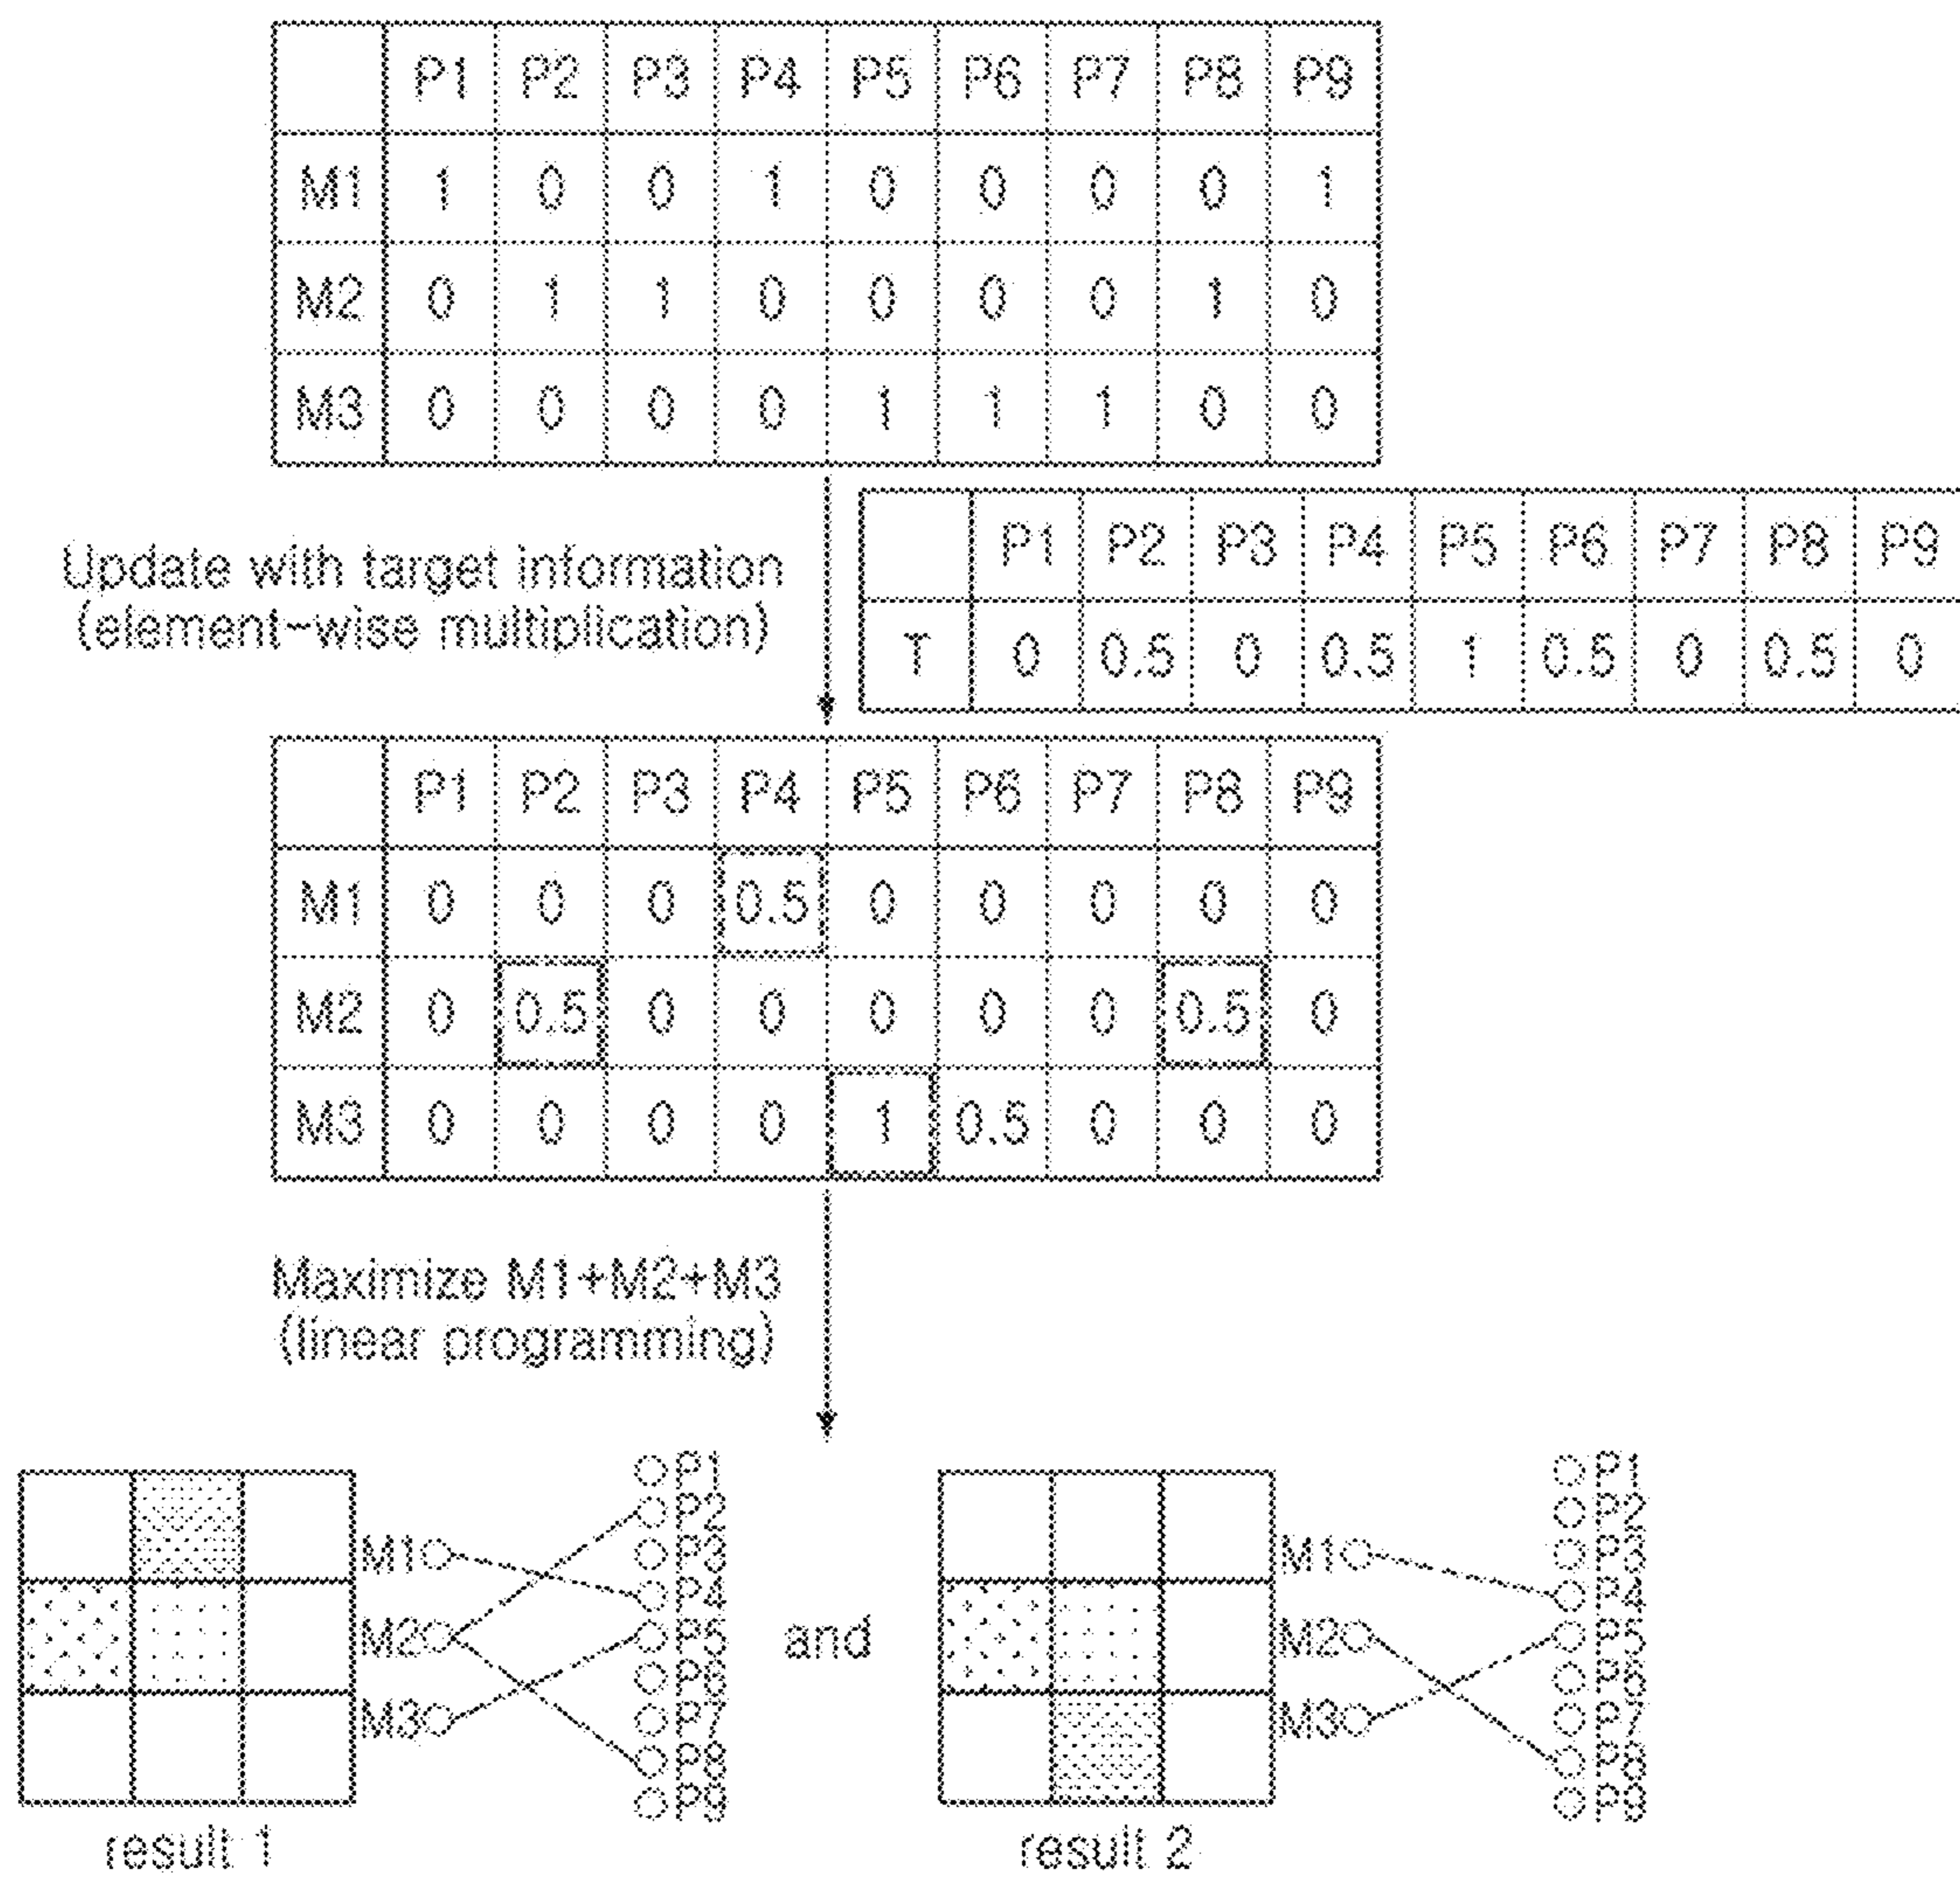 P1 P2 P3 P4 P5 P6 P7 P8 P9
M1 1 0 0 1 0 0 0 0 1
M2 0 1 1 0 0 0 0 1 0
M3 0 0 0 0 1 1 1 0 0
Update with target information
(element-wise multiplication)
P1 P2 P3 P4 P5 P6 P7 P8 P9
T 0 0.5 0 0.5 1 0.5 0 0.5 0
P1 P2 P3 P4 P5 P6 P7 P8 P9
M1 0 0 0 0.5 0 0 0 0 0
M2 0 0.5 0 0 0 0 0 0.5 0
M3 0 0 0 0 1 0.5 0 0 0
Maximize M1+M2+M3
(linear programming)
M1
M2
M3
P1
P2
P3
P4
P5
P6
P7
P8
P9
result 1
and
M1
M2
M3
P1
P2
P3
P4
P5
P6
P7
P8
P9
result 2